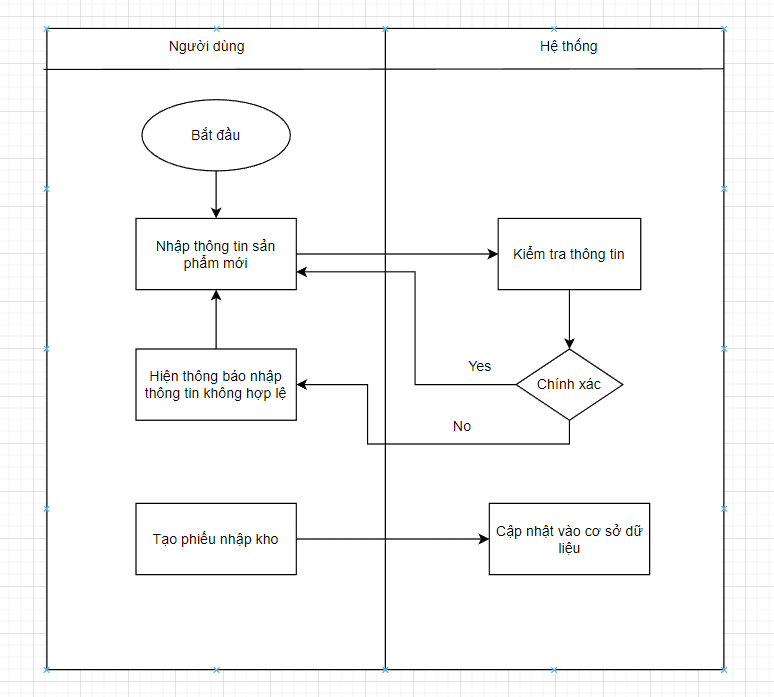 Người dùng
Hệ thống
Bắt đầu
Nhập thông tin sản
phẩm mới
Kiểm tra thông tin
Yes
Hiện thông báo nhập
thông tin không hợp lệ
Chính xác
No
Tạo phiếu nhập kho
Cập nhật vào cơ sở dữ
liệu